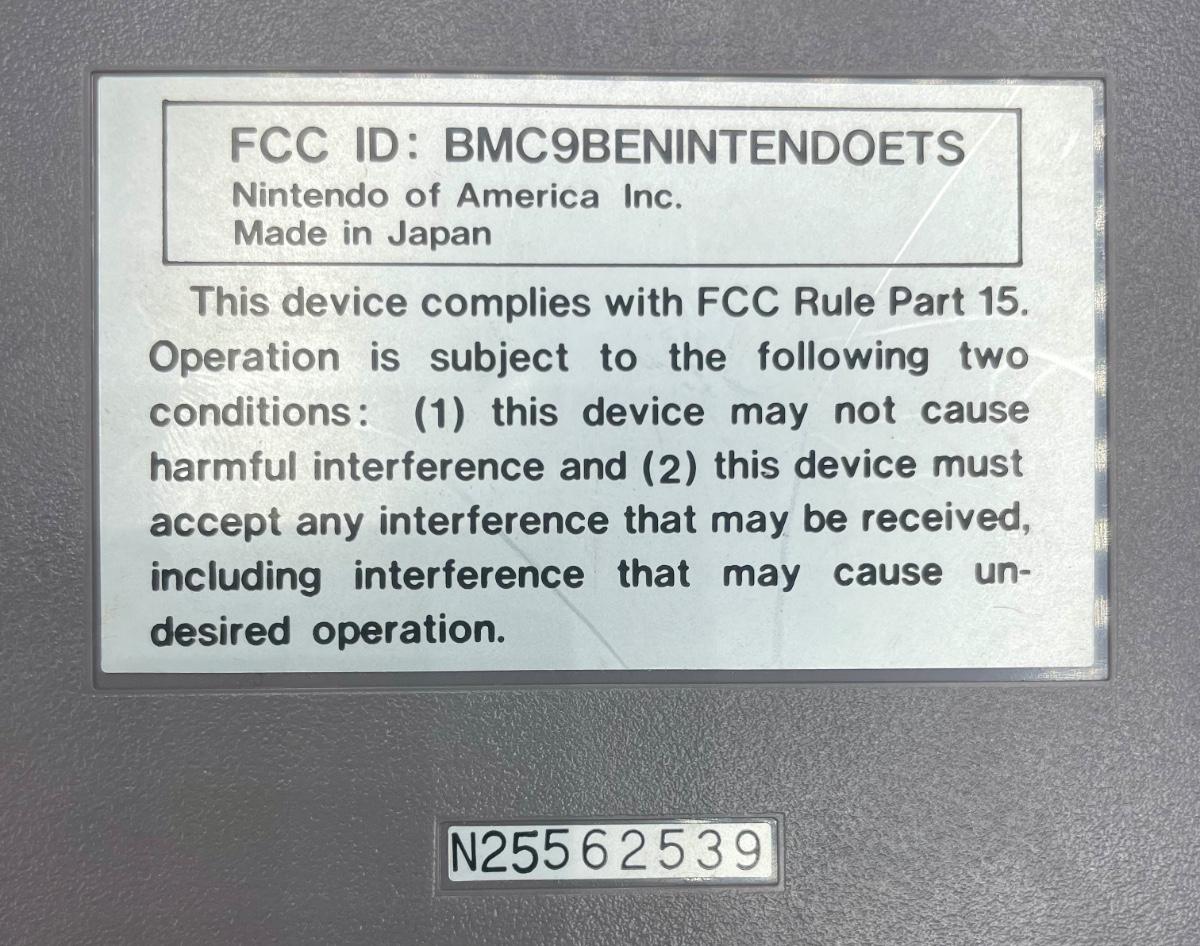 FCC ID: BMC9BENINTENDOETS
Nintendo of America Inc.
Made in Japan
This device complies with FCC Rule Part 15.
Operation is subject to the following two
conditions: (1) this device may not cause
harmful interference and (2) this device must
accept any interference that may be received,
including interference that may cause un-
desired operation.
N25562539